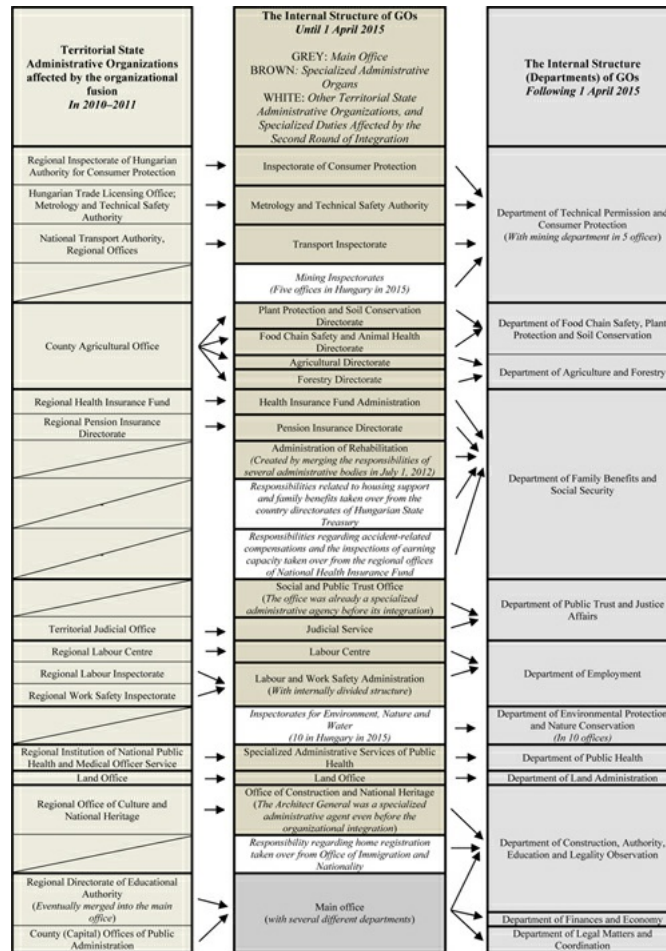 Territorial State
Administrative Organizations
affected by the organizational
fusion
In 2010–2011
The Internal Structure of GOs
Until 1 April 2015
GREY: Main Office
BROWN: Specialized Administrative
Organs
WHITE: Other Territorial State
Administrative Organizations, and
Specialized Duties Affected by the
Second Round of Integration
The Internal Structure
(Departments) of GOs
Following 1 April 2015
Regional Inspectorate of Hungarian
Authority for Consumer Protection
Inspectorate of Consumer Protection
Hungarian Trade Licensing Office;
Metrology and Technical Safety
Authority
Metrology and Technical Safety Authority
National Transport Authority,
Regional Offices
Transport Inspectorate
Mining Inspectorates
(Five offices in Hungary in 2015)
Department of Technical Permission and
Consumer Protection
(With mining department in 5 offices)
County Agricultural Office
Plant Protection and Soil Conservation
Directorate
Food Chain Safety and Animal Health
Directorate
Agricultural Directorate
Forestry Directorate
Department of Food Chain Safety, Plant
Protection and Soil Conservation
Department of Agriculture and Forestry
Regional Health Insurance Fund
Health Insurance Fund Administration
Regional Pension Insurance
Directorate
Pension Insurance Directorate
Administration of Rehabilitation
(Created by merging the responsibilities of
several administrative bodies in July 1, 2012)
Responsibilities related to housing support
and family benefits taken over from the
country directorates of Hungarian State
Treasury
Responsibilities regarding accident-related
compensations and the inspections of earning
capacity taken over from the regional offices
of National Health Insurance Fund
Department of Family Benefits and
Social Security
Social and Public Trust Office
(The office was already a specialized
administrative agency before its integration)
Territorial Judicial Office
Judicial Service
Department of Public Trust and Justice
Affairs
Regional Labour Centre
Labour Centre
Regional Labour Inspectorate
Regional Work Safety Inspectorate
Labour and Work Safety Administration
(With internally divided structure)
Department of Employment
Inspectorates for Environment, Nature and
Water
(10 in Hungary in 2015)
Department of Environmental Protection
and Nature Conservation
(In 10 offices)
Regional Institution of National Public
Health and Medical Officer Service
Specialized Administrative Services of Public
Health
Department of Public Health
Land Office
Land Office
Department of Land Administration
Regional Office of Culture and
National Heritage
Office of Construction and National Heritage
(The Architect General was a specialized
administrative agent even before the
organizational integration)
Responsibility regarding home registration
taken over from Office of Immigration and
Nationality
Department of Construction, Authority,
Education and Legality Observation
Regional Directorate of Educational
Authority
(Eventually merged into the main
office)
County (Capital) Offices of Public
Administration
Main office
(with several different departments)
Department of Finances and Economy
Department of Legal Matters and
Coordination